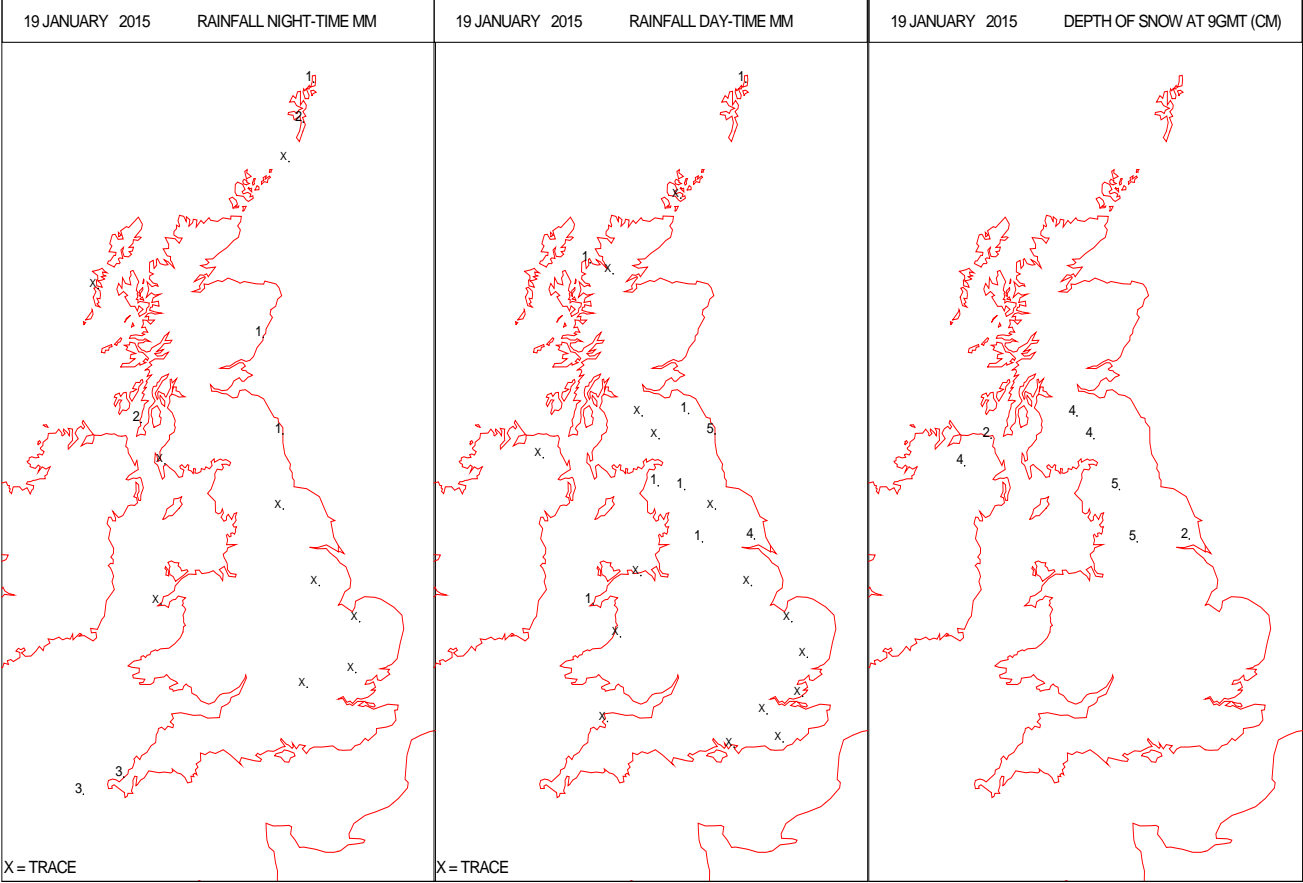 19 JANUARY 2015 RAINFALL NIGHT-TIME MM
1
2
X
X
1
2
1
X
X
X
X
X
X
X
3
3
X = TRACE
19 JANUARY 2015 RAINFALL DAY-TIME MM
1
X
1
X
X
1
5
X
X
1
1
X
1
4
X
X
1
X
X
X
X
X
X
X
X
X = TRACE
19 JANUARY 2015 DEPTH OF SNOW AT 9GMT (CM)
4
2
4
4
5
5
2